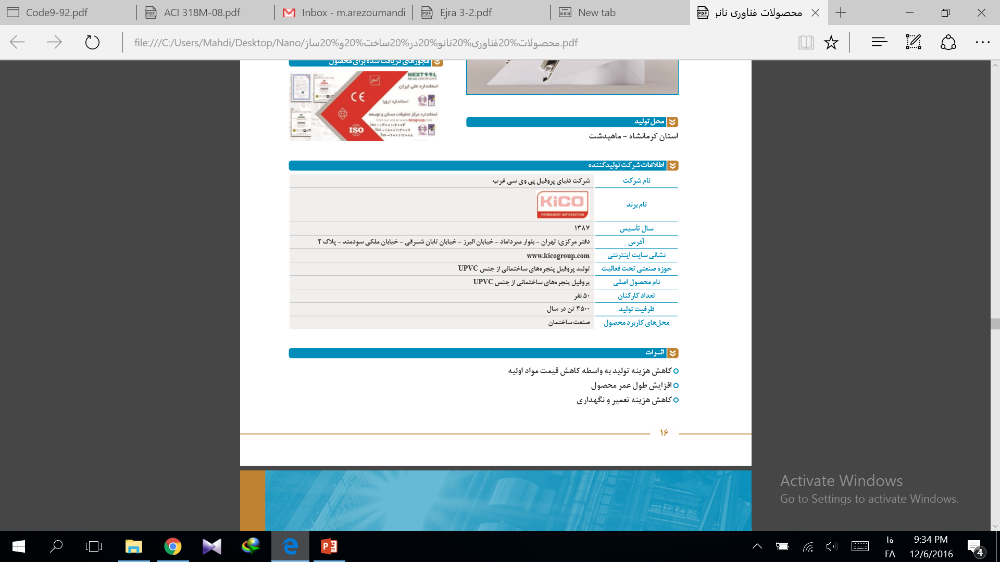 Code9-92.pdf
ACI 318M-08.pdf
Inbox - m.arezoumandi
Ejra 3-2.pdf
New tab
محصولات فناوری نانو
file:///C:/Users/Mahdi/Desktop/Nano/محصولات%20فناوری%20نانو%20در%20ساخت%20و%20ساز.pdf
مجوزهای دریافت شده برای محصول
استاندارد ملی ایران
CE
استاندارد اروپا
استاندارد مرکز تحقیقات مسکن و توسعه
Visit our site at www.kicogruop.com
Iso -۱۴۰۰۱:۲۰۰۴
Iso -۱۸۰۰۱:۲۰۰۷
Iso -۹۰۰۱:۲۰۰۸
ISO
محل تولید
استان کرمانشاه - ماهیدشت
اطلاعات شرکت تولیدکننده
نام شرکت شرکت دنیای پروفیل پی وی سی غرب
نام برند KiCO
PERMANENT SATISFACTION
سال تأسیس ۱۳۸۷
آدرس دفتر مرکزی: تهران - بلوار میرداماد - خیابان البرز - خیابان تابان شـرقی - خیابان ملکی سودمند - پلاک ۲
نشانی سایت اینترنتی www.kicogroup.com
حوزه صنعتی تحت فعالیت تولید پروفیل پنجره‌های ساختمانی از جنس UPVC
نام محصول اصلی پروفیل پنجره‌های ساختمانی از جنس UPVC
تعداد کارکنان ۵۰ نفر
ظرفیت تولید ۳۵۰۰ تن در سال
محل‌های کاربرد محصول صنعت ساختمان
اثـرات
کاهش هزینه تولید به واسطه کاهش قیمت مواد اولیه
افزایش طول عمر محصول
کاهش هزینه تعمیر و نگهداری
۱۶
Activate Windows
Go to Settings to activate Windows.
فا
FA
9:34 PM
12/6/2016
4